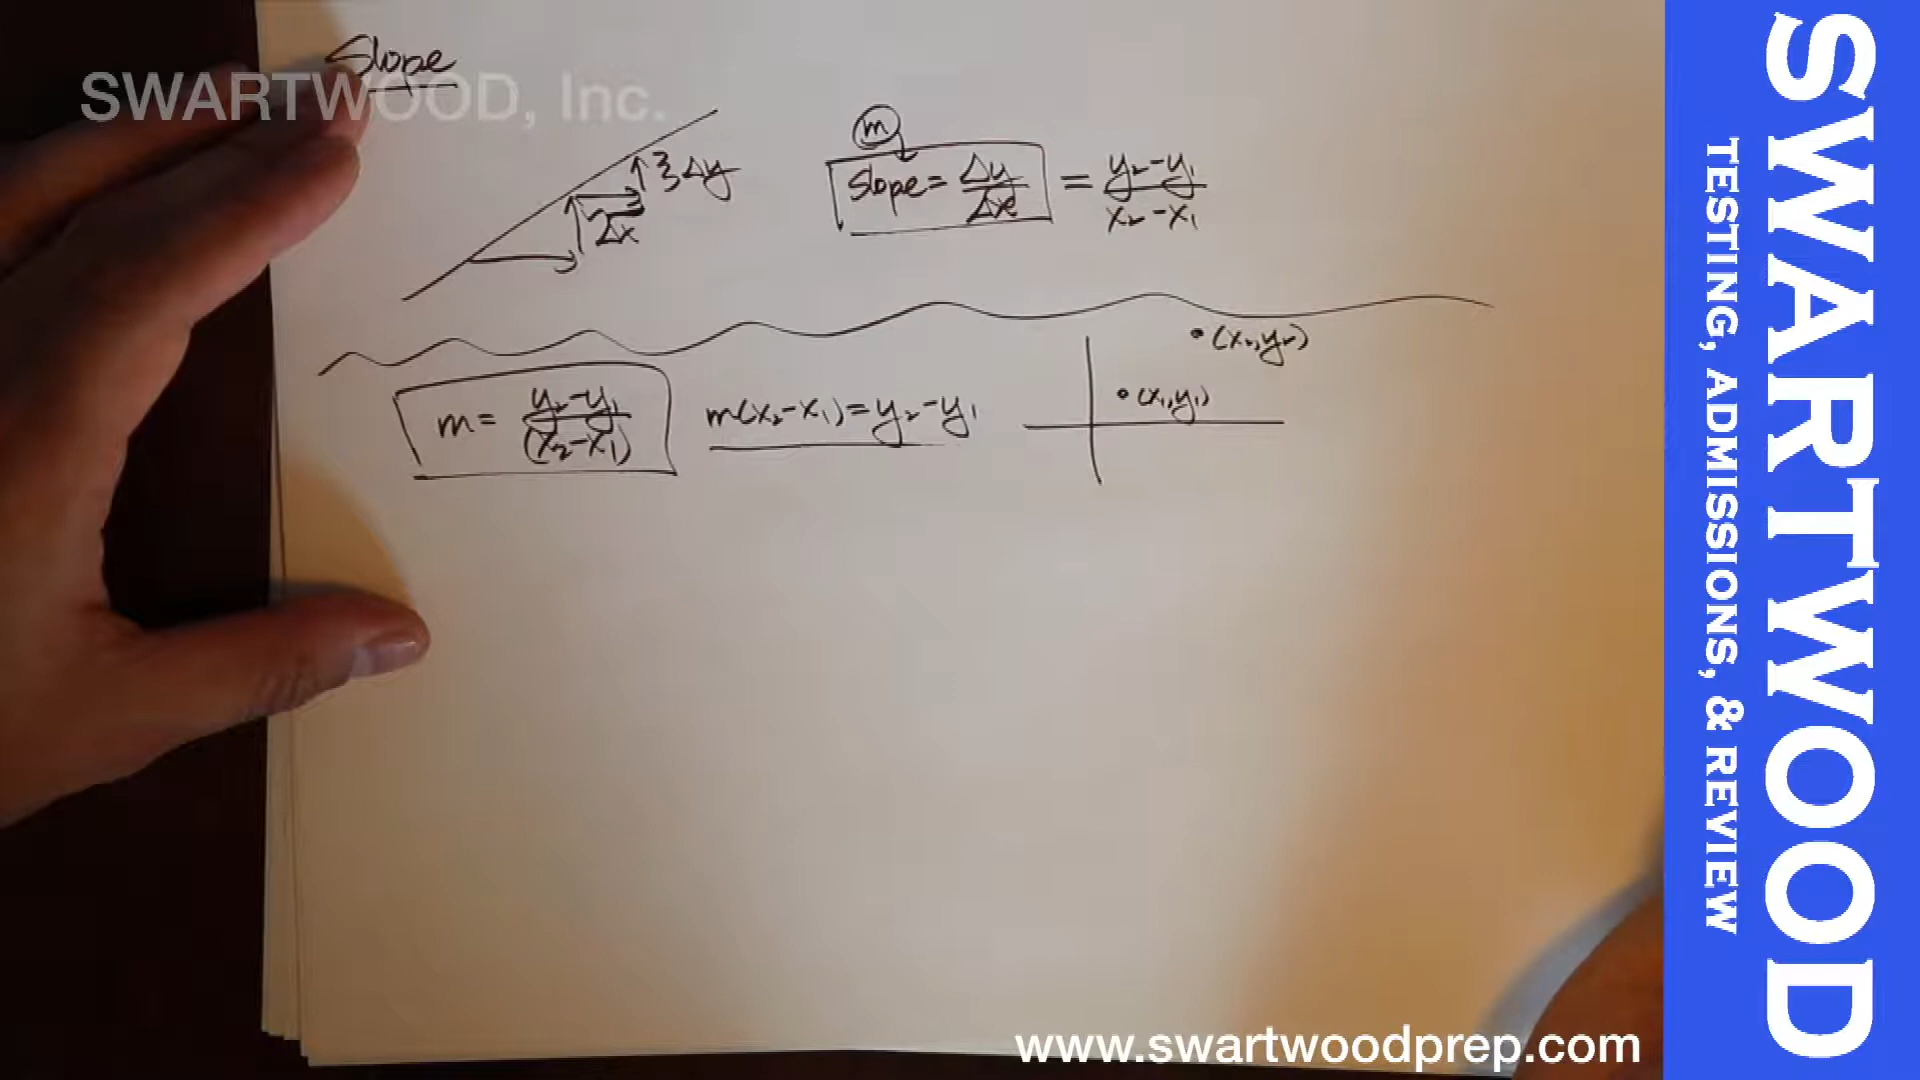 Slope
SWARTWOOD, Inc.
m
Slope = Δy/Δx = y₂-y₁/x₂-x₁
Δy
Δx
(x₂,y₂)
(x₁,y₁)
m = y₂-y₁/(x₂-x₁)
m(x₂-x₁)=y₂-y₁
SWARTWOOD
TESTING, ADMISSIONS, & REVIEW
www.swartwoodprep.com